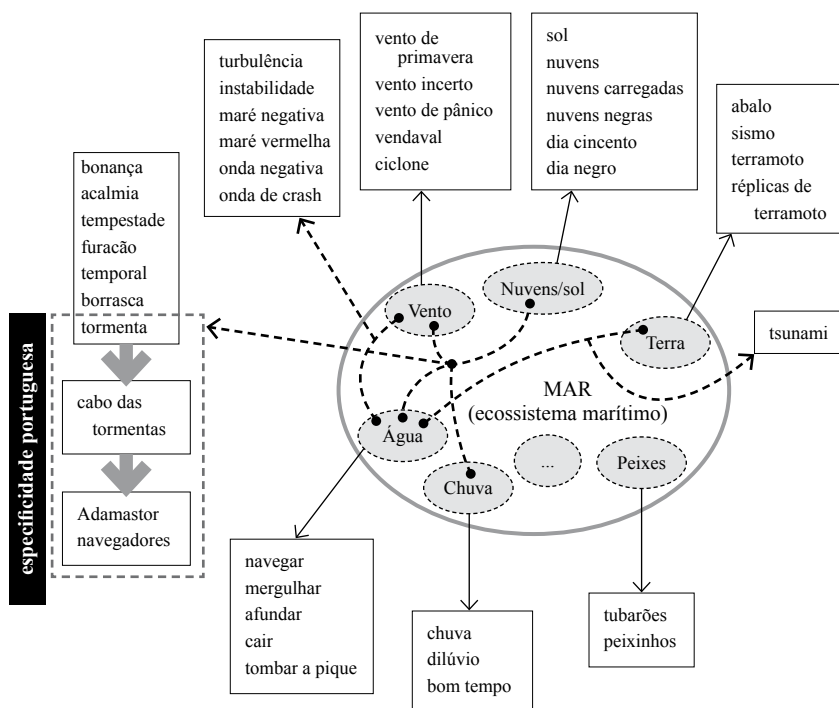 turbulência
instabilidade
maré negativa
maré vermelha
onda negativa
onda de crash
vento de
primavera
vento incerto
vento de pânico
vendaval
ciclone
sol
nuvens
nuvens carregadas
nuvens negras
dia cincento
dia negro
abalo
sismo
terramoto
réplicas de
terramoto
bonança
acalmia
tempestade
furacão
temporal
borrasca
tormenta
especificidade portuguesa
cabo das
tormentas
Adamastor
navegadores
Vento
Nuvens/sol
Terra
tsunami
MAR
(ecossistema marítimo)
Água
Chuva
...
Peixes
navegar
mergulhar
afundar
cair
tombar a pique
chuva
dilúvio
bom tempo
tubarões
peixinhos